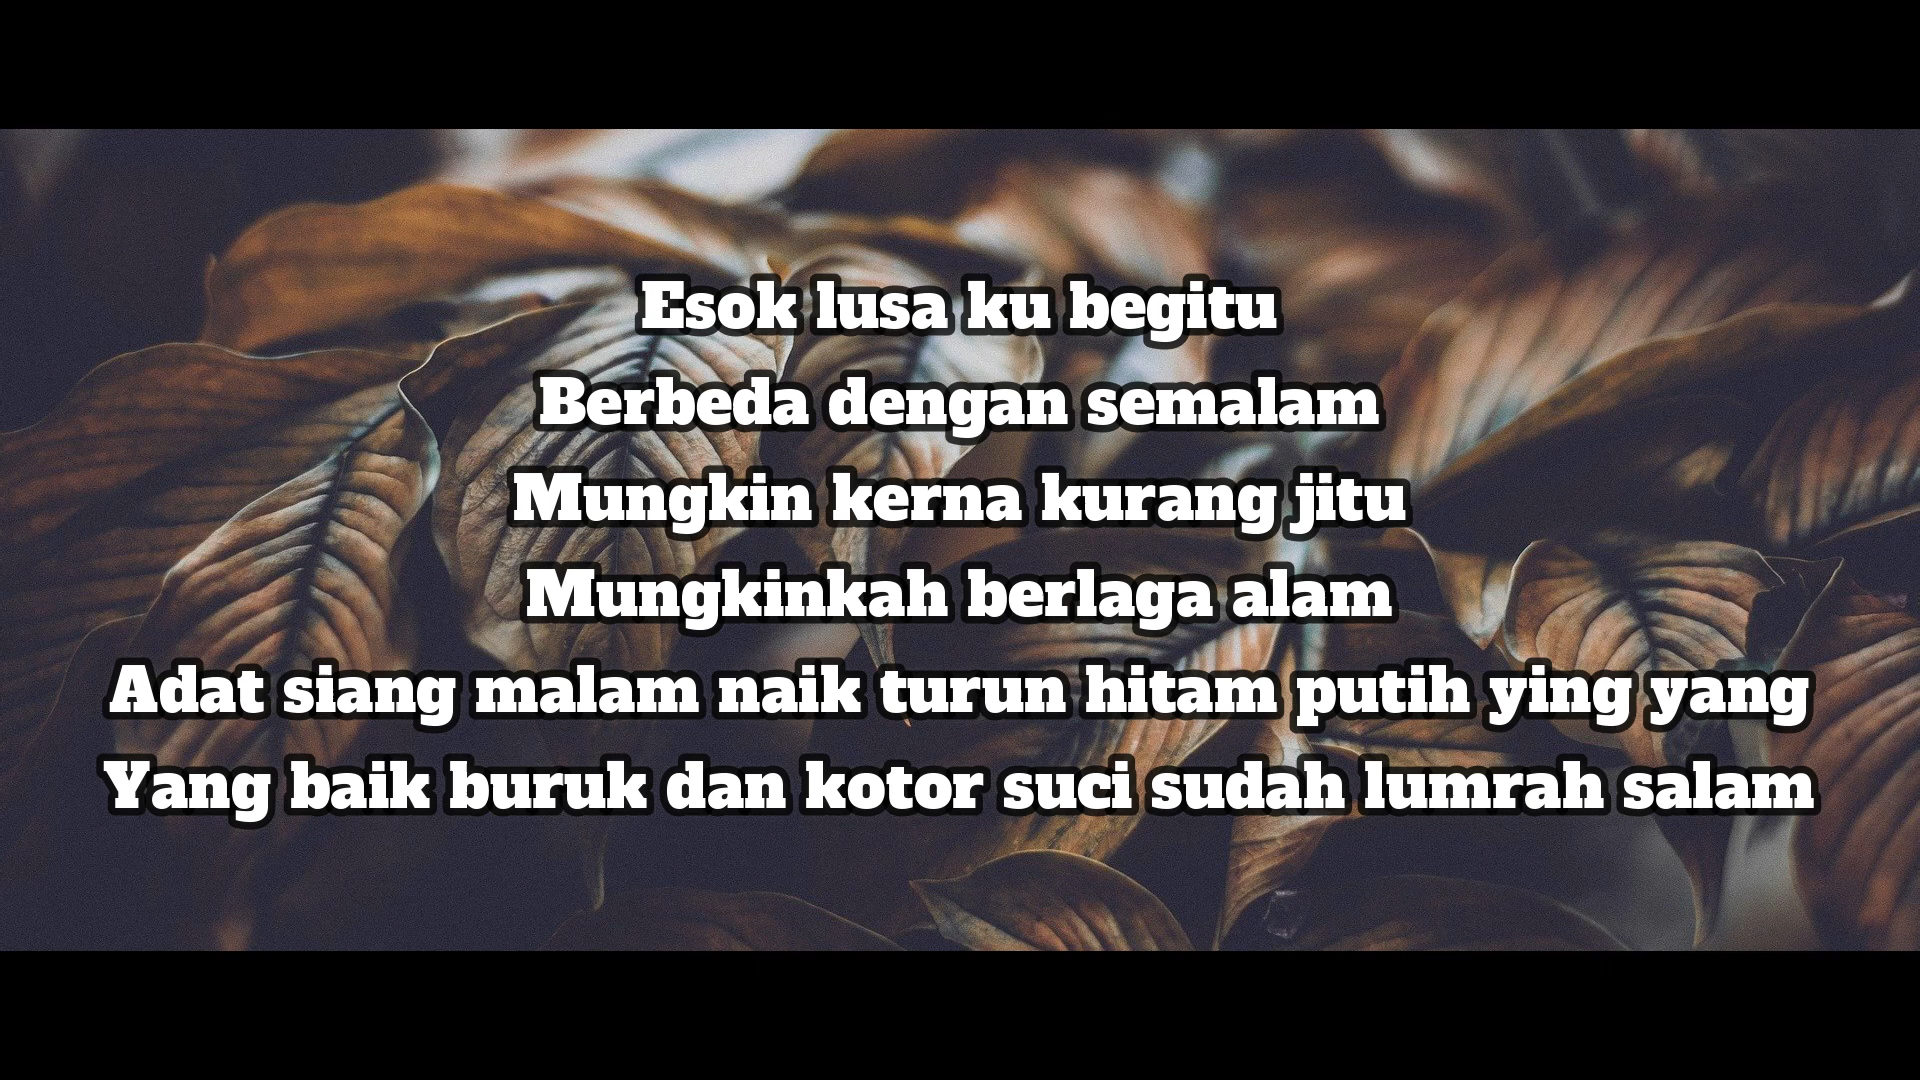 Esok lusa ku begitu
Berbeda dengan semalam
Mungkin kerna kurang jitu
Mungkinkah berlaga alam
Adat siang malam naik turun hitam putih ying yang
Yang baik buruk dan kotor suci sudah lumrah salam